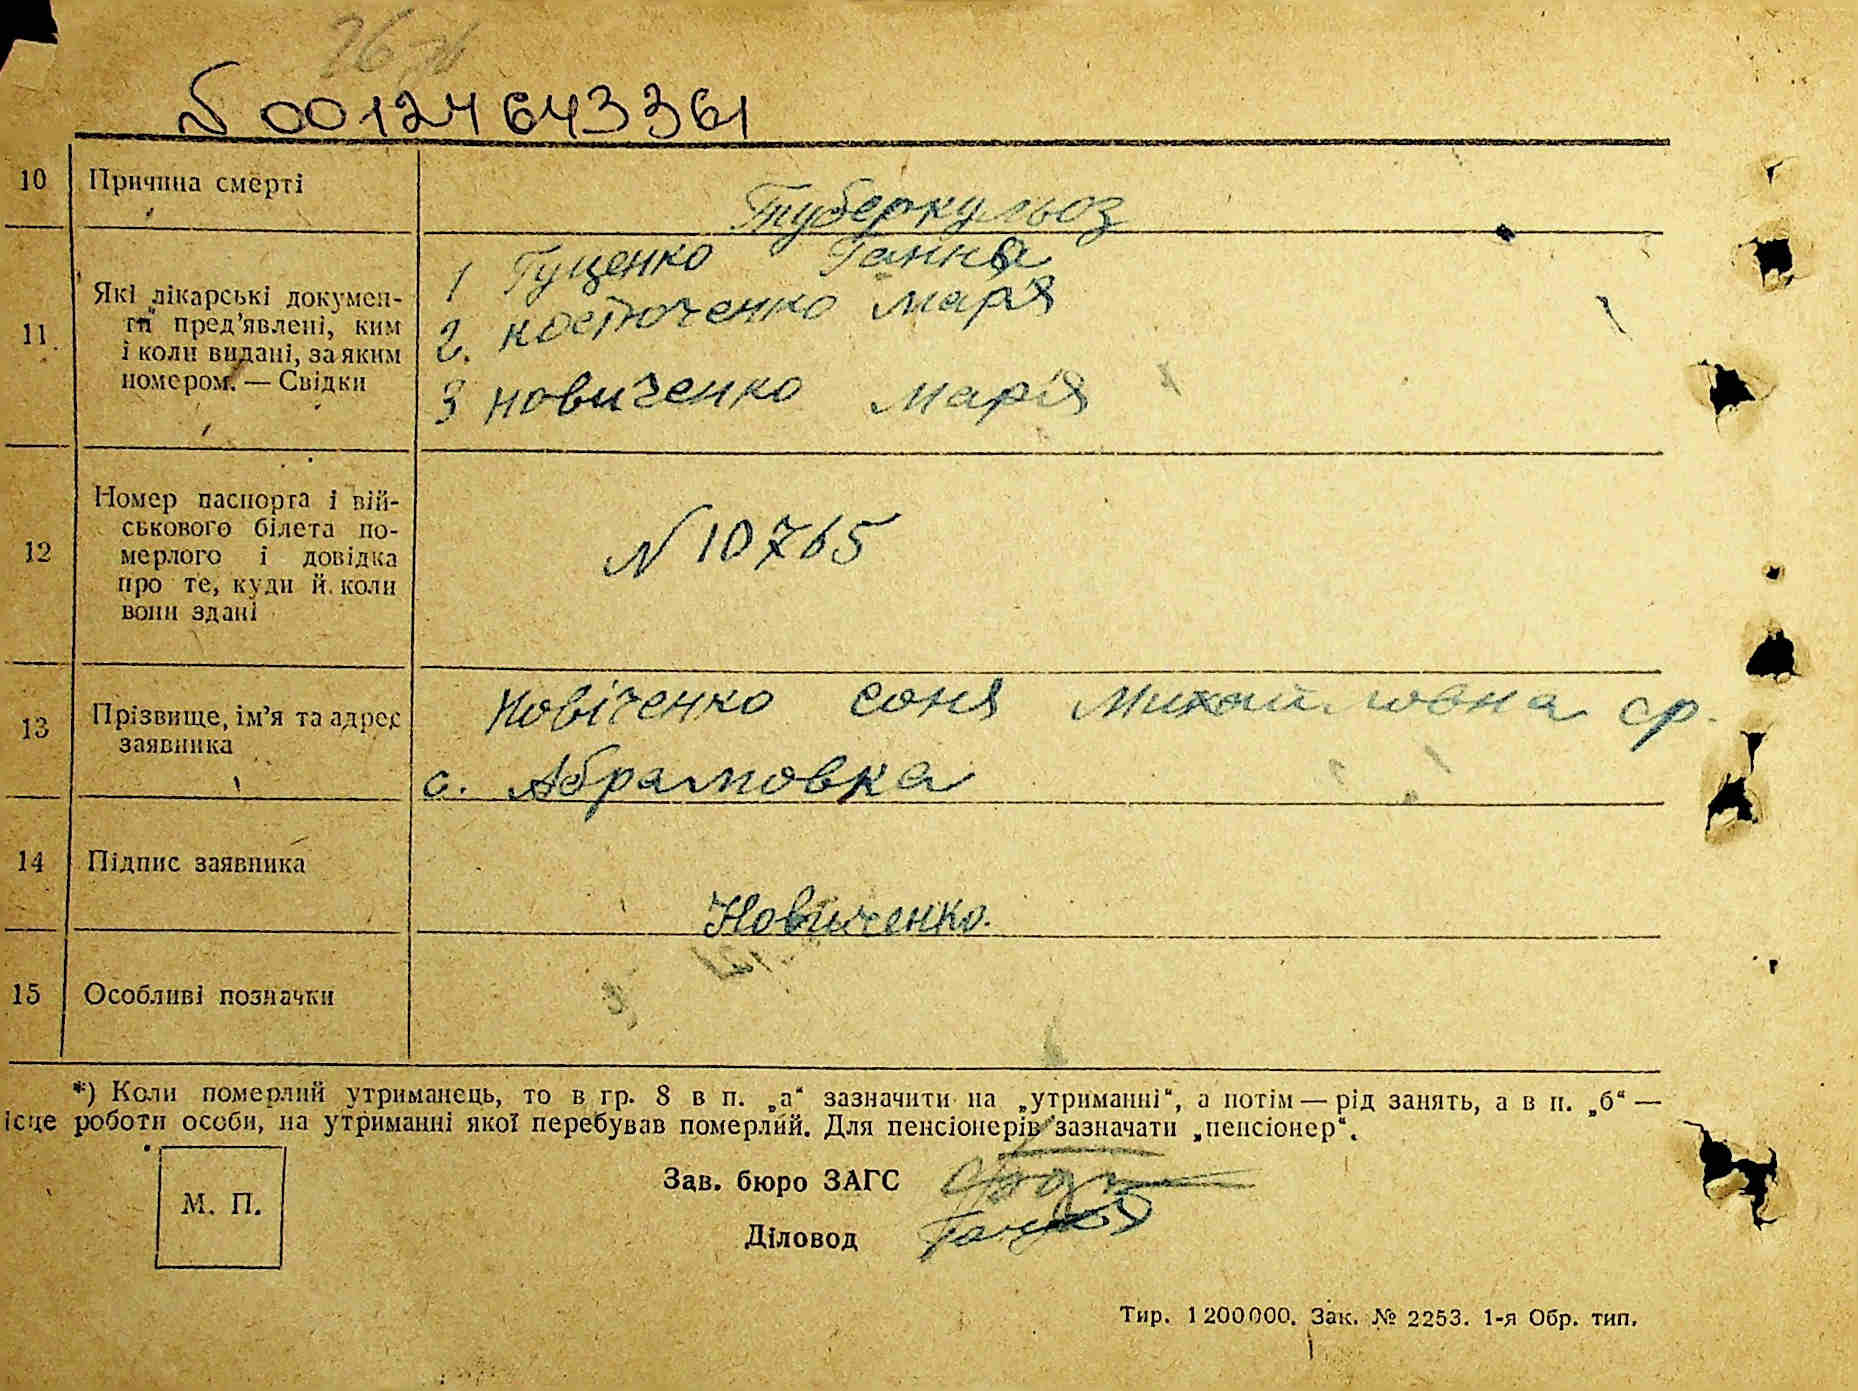 № 00127643361
10 Причина смерті Туберкульоз
11 Які „лікарські докумен-
ти“ пред’явлені, ким
і коли видані, за яким
номером. — Свідки
1 Гуценко Ганна
2. Костюченко Марія
3 Новиченко Марія
12 Номер паспорта і вій-
ськового білета по-
мерлого і довідка
про те, куди й коли
вони здані
N 10765
13 Прізвище, ім’я та адрес
заявника
Новіченко Соня Михайловна ср.
с. Абрамовка
14 Підпис заявника
Новиченко.
15 Особливі позначки
*) Коли померлий утриманець, то в гр. 8 в п. „а“ зазначити на „утриманні“, а потім — рід занять, а в п. „б“ —
ісце роботи особи, на утриманні якої перебував померлий. Для пенсіонерів зазначати „пенсіонер“.
М. П.
Зав. бюро ЗАГС
Діловод
Тир. 1200000. Зак. № 2253. 1-я Обр. тип.